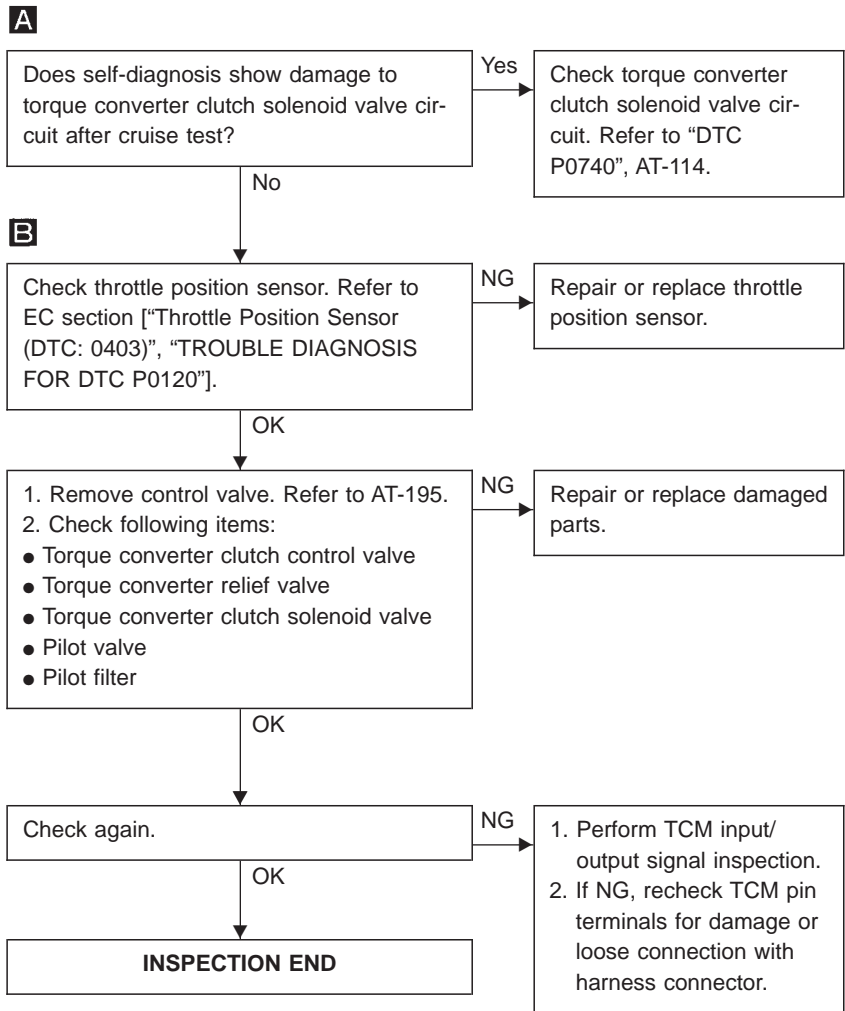 A
Does self-diagnosis show damage to
torque converter clutch solenoid valve cir-
cuit after cruise test?
Yes
Check torque converter
clutch solenoid valve cir-
cuit. Refer to “DTC
P0740”, AT-114.
No
B
Check throttle position sensor. Refer to
EC section [“Throttle Position Sensor
(DTC: 0403)”, “TROUBLE DIAGNOSIS
FOR DTC P0120”].
NG
Repair or replace throttle
position sensor.
OK
1. Remove control valve. Refer to AT-195.
2. Check following items:
● Torque converter clutch control valve
● Torque converter relief valve
● Torque converter clutch solenoid valve
● Pilot valve
● Pilot filter
NG
Repair or replace damaged
parts.
OK
Check again.
NG
1. Perform TCM input/
output signal inspection.
2. If NG, recheck TCM pin
terminals for damage or
loose connection with
harness connector.
OK
INSPECTION END